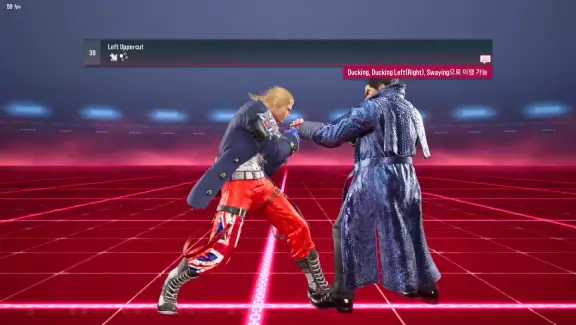 59 fps
39
Left Uppercut
Ducking, Ducking Left(Right), Swaying으로 이행 가능